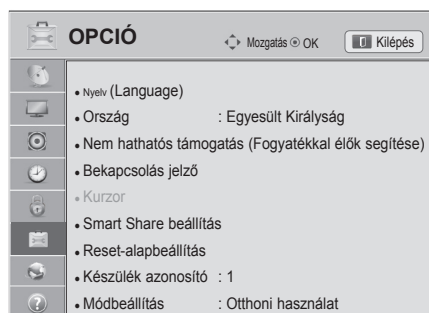 OPCIÓ
Mozgatás OK Kilépés
• Nyelv (Language)
• Ország : Egyesült Királyság
• Nem hathatós támogatás (Fogyatékkal élők segítése)
• Bekapcsolás jelző
• Kurzor
• Smart Share beállítás
• Reset-alapbeállítás
• Készülék azonosító : 1
• Módbeállítás : Otthoni használat